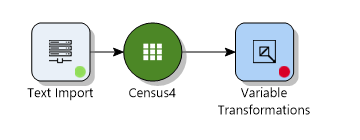 Text Import
Census4
Variable
Transformations